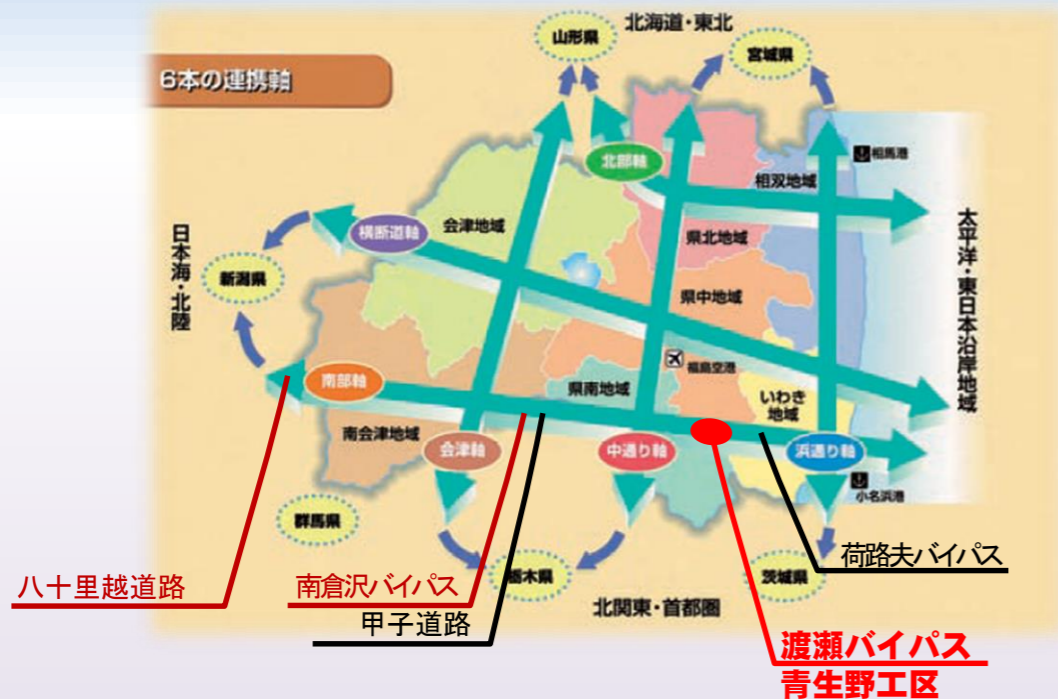 北海道・東北
山形県
宮城県
6本の連携軸
相馬港
北部軸
相双地域
会津地域
横断道軸
県北地域
日本海・北陸
新潟県
県中地域
太平洋・東日本沿岸地域
福島空港
南部軸
県南地域
いわき
地域
南会津地域
会津軸
中通り軸
浜通り軸
小名浜港
群馬県
荷路夫バイパス
八十里越道路
南倉沢バイパス
栃木県
茨城県
北関東・首都圏
甲子道路
渡瀬バイパス
青生野工区